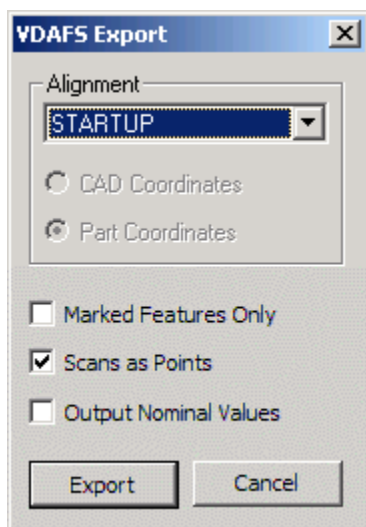 VDAFS Export
Alignment
STARTUP
CAD Coordinates
Part Coordinates
Marked Features Only
Scans as Points
Output Nominal Values
Export Cancel